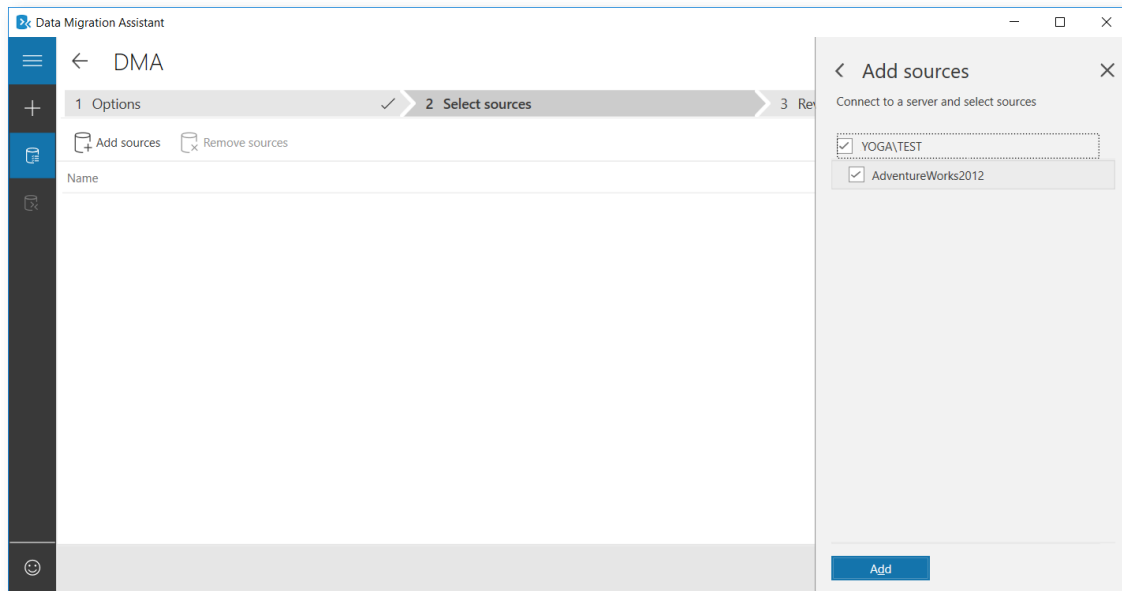 Data Migration Assistant
DMA
1 Options
2 Select sources
3 Rev
Add sources
Remove sources
Name
Add sources
Connect to a server and select sources
YOGA\TEST
AdventureWorks2012
Add